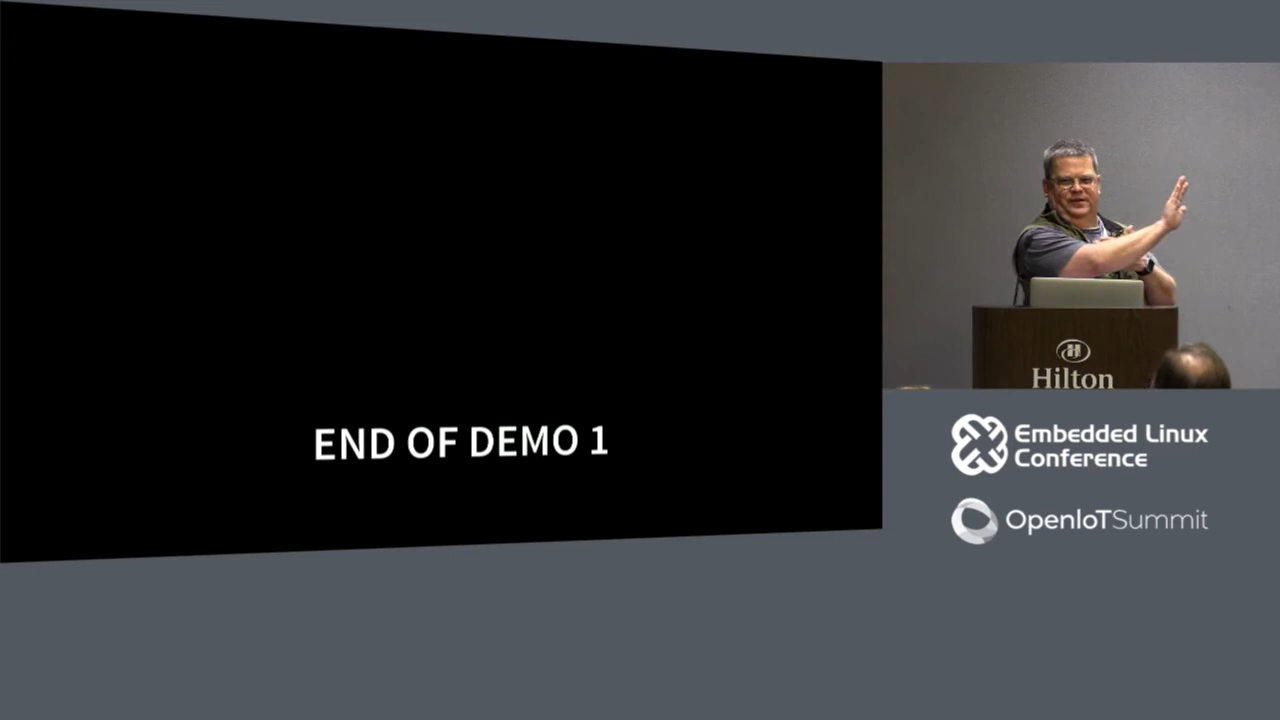 END OF DEMO 1
Hilton
Embedded Linux
Conference
OpenIoTSummit